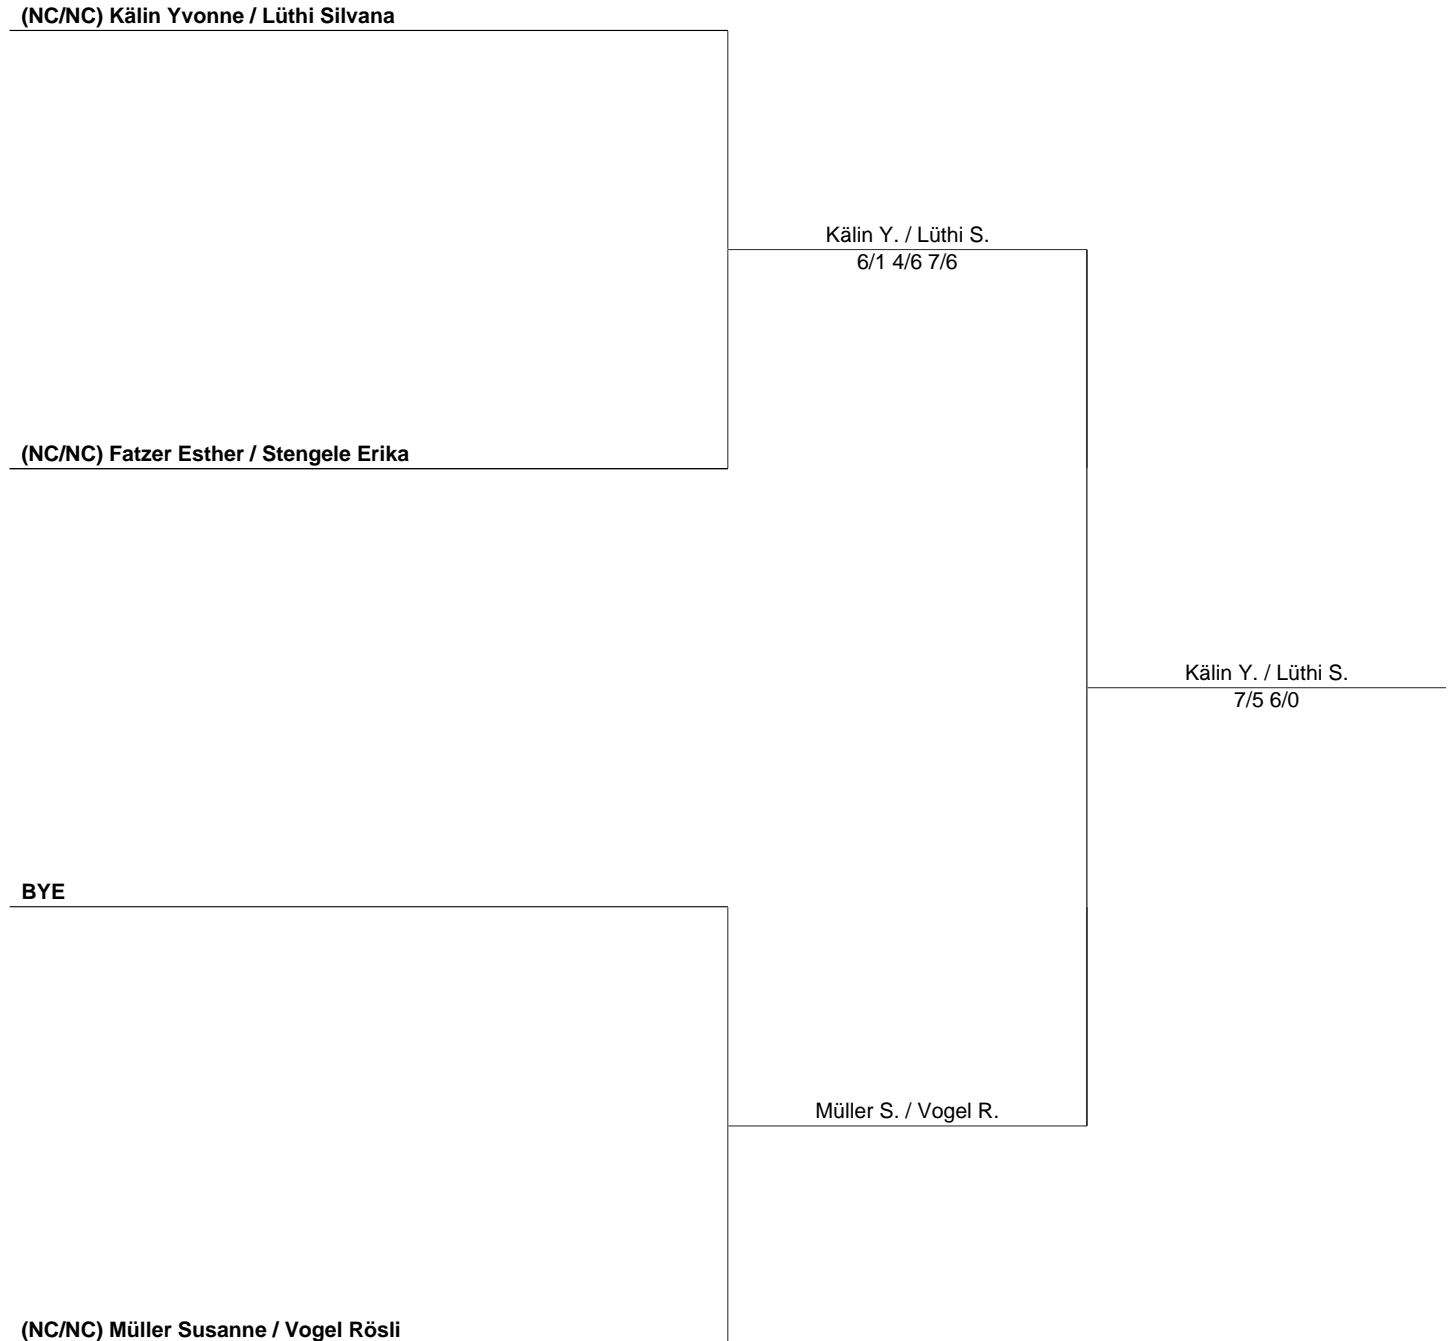 (NC/NC) Kälin Yvonne / Lüthi Silvana
Kälin Y. / Lüthi S.
6/1 4/6 7/6
(NC/NC) Fatzer Esther / Stengele Erika
Kälin Y. / Lüthi S.
7/5 6/0
BYE
Müller S. / Vogel R.
(NC/NC) Müller Susanne / Vogel Rösli